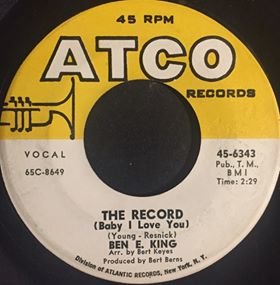 45 RPM
ATCO
RECORDS
VOCAL
65C-8649
45-6343
Pub., T. M.,
B M I
Time: 2:29
THE RECORD
(Baby I Love You)
(Young - Resnick)
BEN E. KING
Arr. by Bert Keyes
Produced by Bert Berns
Division of ATLANTIC RECORDS, New York, N. Y.